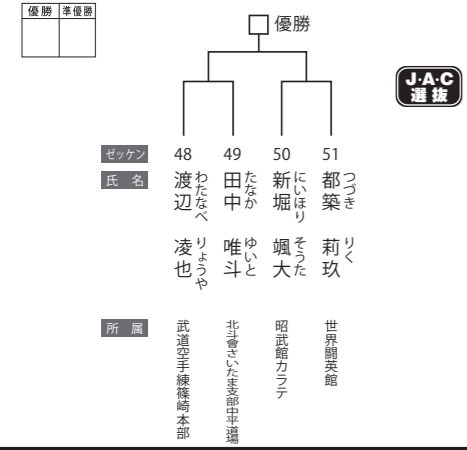 優勝 準優勝
優勝
J·A·C
選抜
ゼッケン 48 49 50 51
氏名
渡辺 凌也
わたなべ りょうや
田中 唯斗
たなか ゆいと
新堀 颯大
にいほり そうた
都築 莉玖
つづき りく
所属
武道空手練篠崎本部
北斗會さいたま支部中平道場
昭武館カラテ
世界闘英館